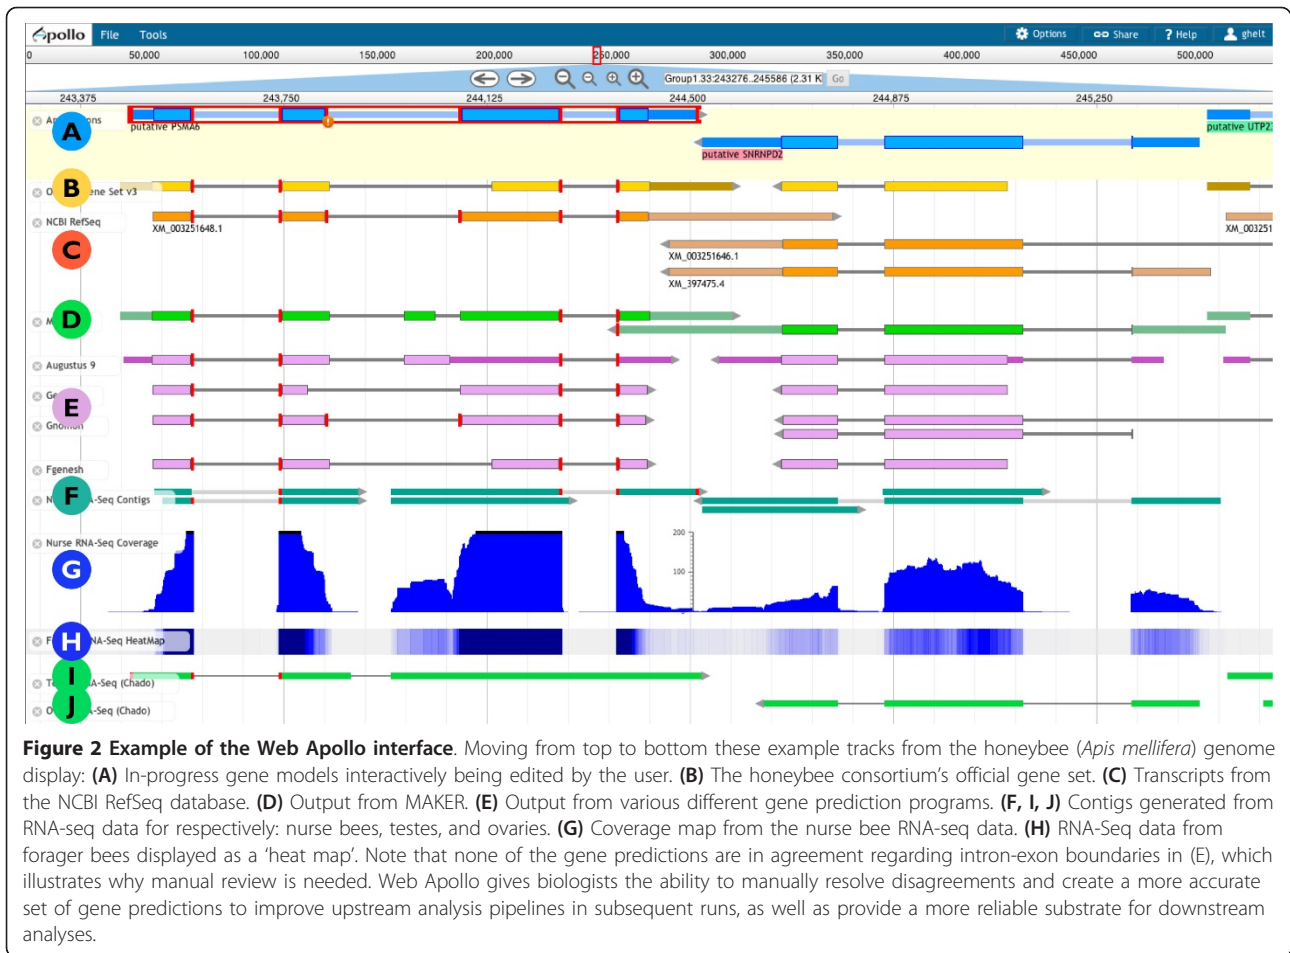 Apollo File Tools Options Share ? Help ghelt
0 50,000 100,000 150,000 200,000 250,000 300,000 350,000 400,000 450,000 500,000
Group1.33:243276..245586 (2.31 K Go
243,375 243,750 244,125 244,500 244,875 245,250
A
putative PSMA6
putative UTP2
putative SNRNPD2
B ene Set v3
NCBI RefSeq
XM_003251648.1
XM_003251
C
XM_003251646.1
XM_397475.4
D
Augustus 9
E
Gnomon
Fgenesh
F A-Seq Contigs
Nurse RNA-Seq Coverage
200
100
G
H NA-Seq HeatMap
I A-Seq (Chado)
J A-Seq (Chado)
Figure 2 Example of the Web Apollo interface. Moving from top to bottom these example tracks from the honeybee (Apis mellifera) genome
display: (A) In-progress gene models interactively being edited by the user. (B) The honeybee consortium's official gene set. (C) Transcripts from
the NCBI RefSeq database. (D) Output from MAKER. (E) Output from various different gene prediction programs. (F, I, J) Contigs generated from
RNA-seq data for respectively: nurse bees, testes, and ovaries. (G) Coverage map from the nurse bee RNA-seq data. (H) RNA-Seq data from
forager bees displayed as a 'heat map'. Note that none of the gene predictions are in agreement regarding intron-exon boundaries in (E), which
illustrates why manual review is needed. Web Apollo gives biologists the ability to manually resolve disagreements and create a more accurate
set of gene predictions to improve upstream analysis pipelines in subsequent runs, as well as provide a more reliable substrate for downstream
analyses.